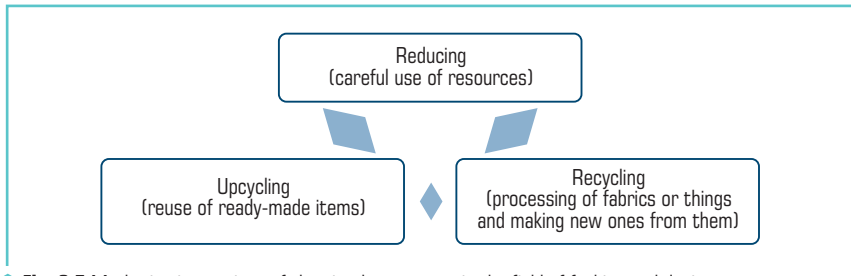 Reducing
(careful use of resources)
Upcycling
(reuse of ready-made items)
Recycling
(processing of fabrics or things
and making new ones from them)